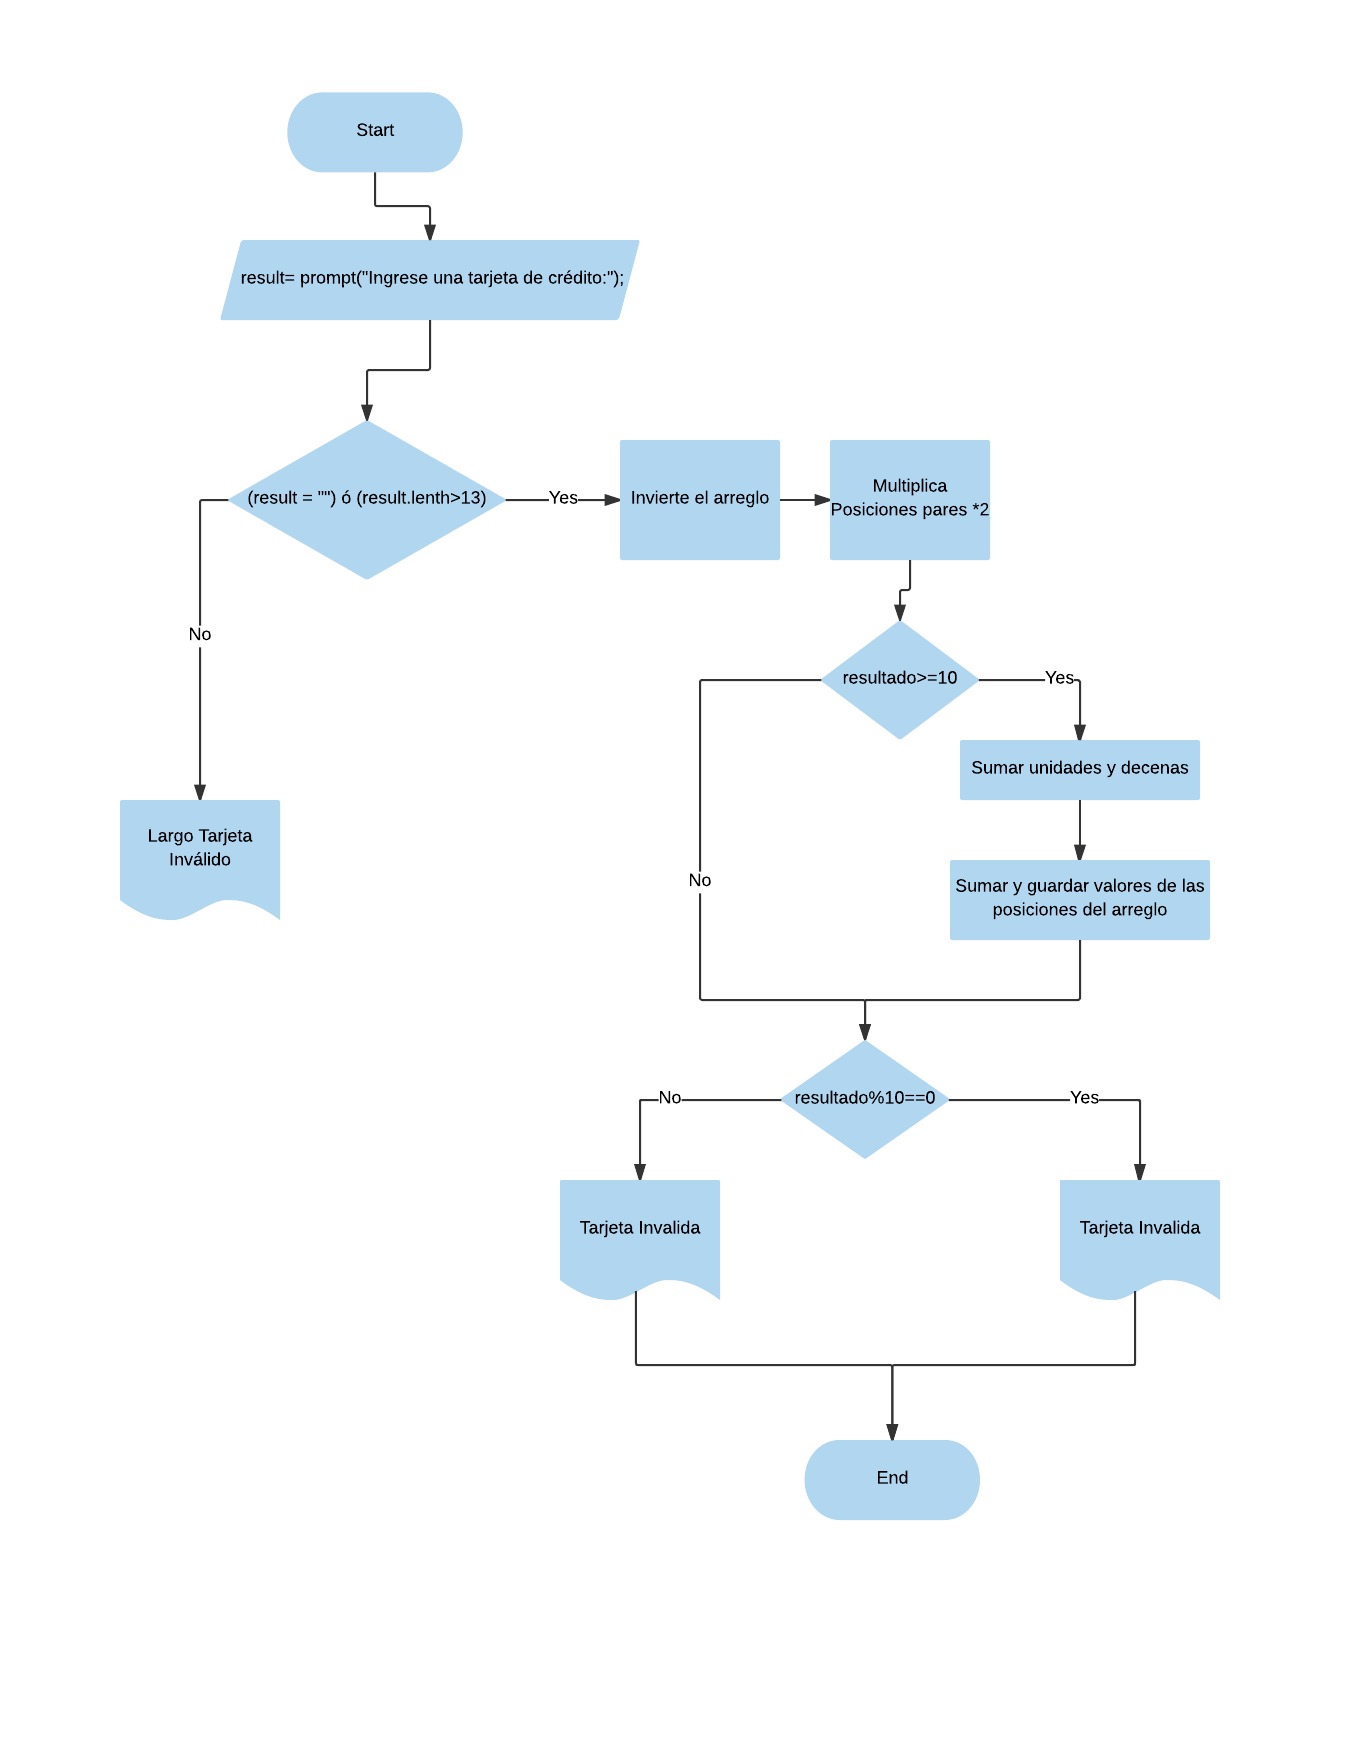 Start
result= prompt("Ingrese una tarjeta de crédito:");
(result = "") ó (result.lenth>13)
Yes
Invierte el arreglo
Multiplica
Posiciones pares *2
No
resultado>=10
Yes
Sumar unidades y decenas
Largo Tarjeta
Inválido
No
Sumar y guardar valores de las
posiciones del arreglo
No
resultado%10==0
Yes
Tarjeta Invalida
Tarjeta Invalida
End